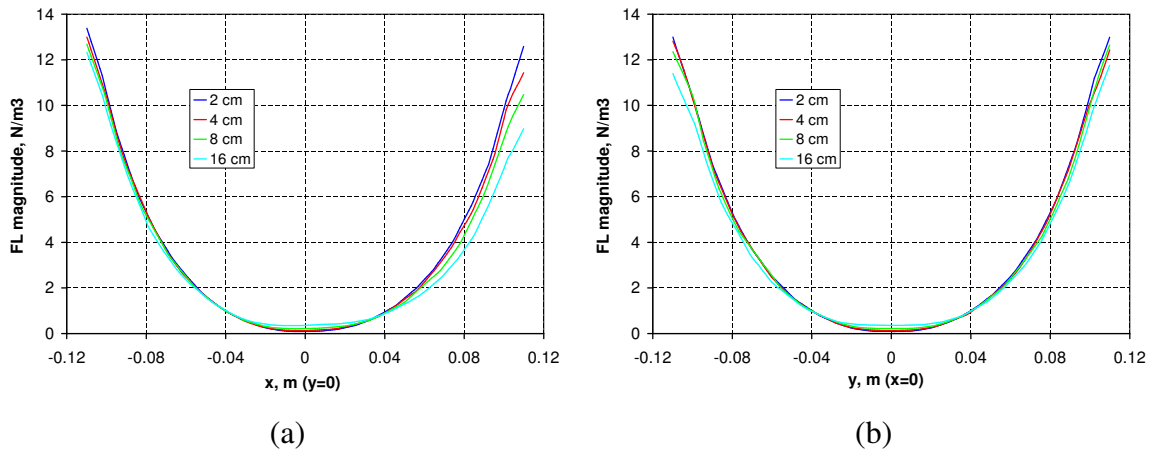 FL magnitude, N/m3
14
12
10
8
6
4
2
0
2 cm
4 cm
8 cm
16 cm
-0.12 -0.08 -0.04 0 0.04 0.08 0.12
x, m (y=0)
(a)
FL magnitude, N/m3
14
12
10
8
6
4
2
0
2 cm
4 cm
8 cm
16 cm
-0.12 -0.08 -0.04 0 0.04 0.08 0.12
y, m (x=0)
(b)